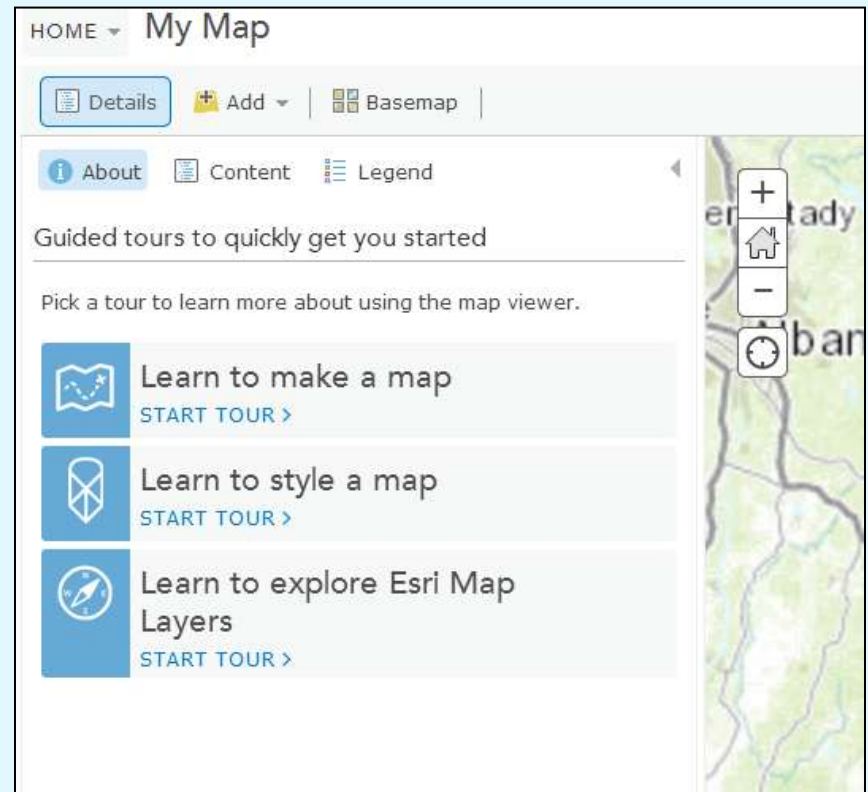 HOME My Map
Details Add Basemap
About Content Legend
Guided tours to quickly get you started
Pick a tour to learn more about using the map viewer.
Learn to make a map
START TOUR >
Learn to style a map
START TOUR >
Learn to explore Esri Map
Layers
START TOUR >
+
tady
−
ban